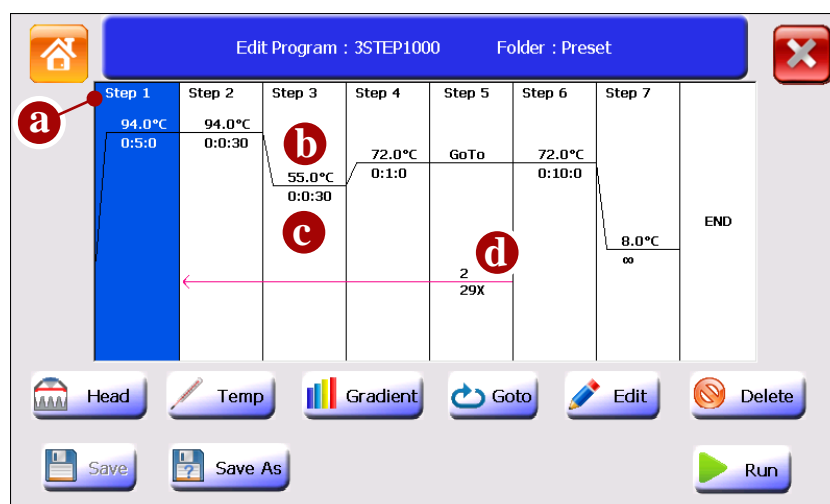 Edit Program : 3STEP1000 Folder : Preset
a
Step 1 Step 2 Step 3 Step 4 Step 5 Step 6 Step 7
94.0°C 94.0°C
0:5:0 0:0:30
b
72.0°C GoTo 72.0°C
55.0°C 0:1:0 0:10:0
0:0:30
c
END
8.0°C
∞
d
2
29X
Head Temp Gradient Goto Edit Delete
Save Save As Run